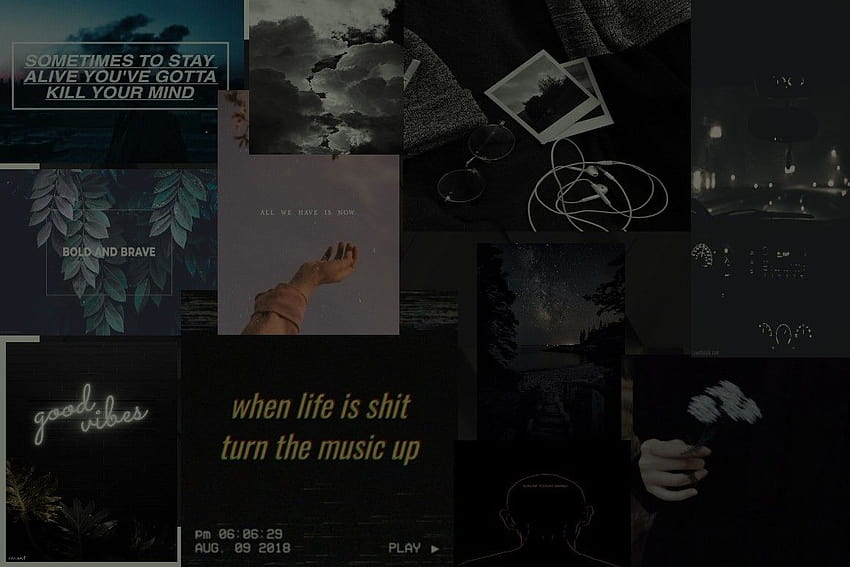 SOMETIMES TO STAY
ALIVE YOU'VE GOTTA
KILL YOUR MIND
BOLD AND BRAVE
ALL WE HAVE IS NOW
good
vibes
when life is shit
turn the music up
pm 06:06:29
AUG. 09 2018
PLAY